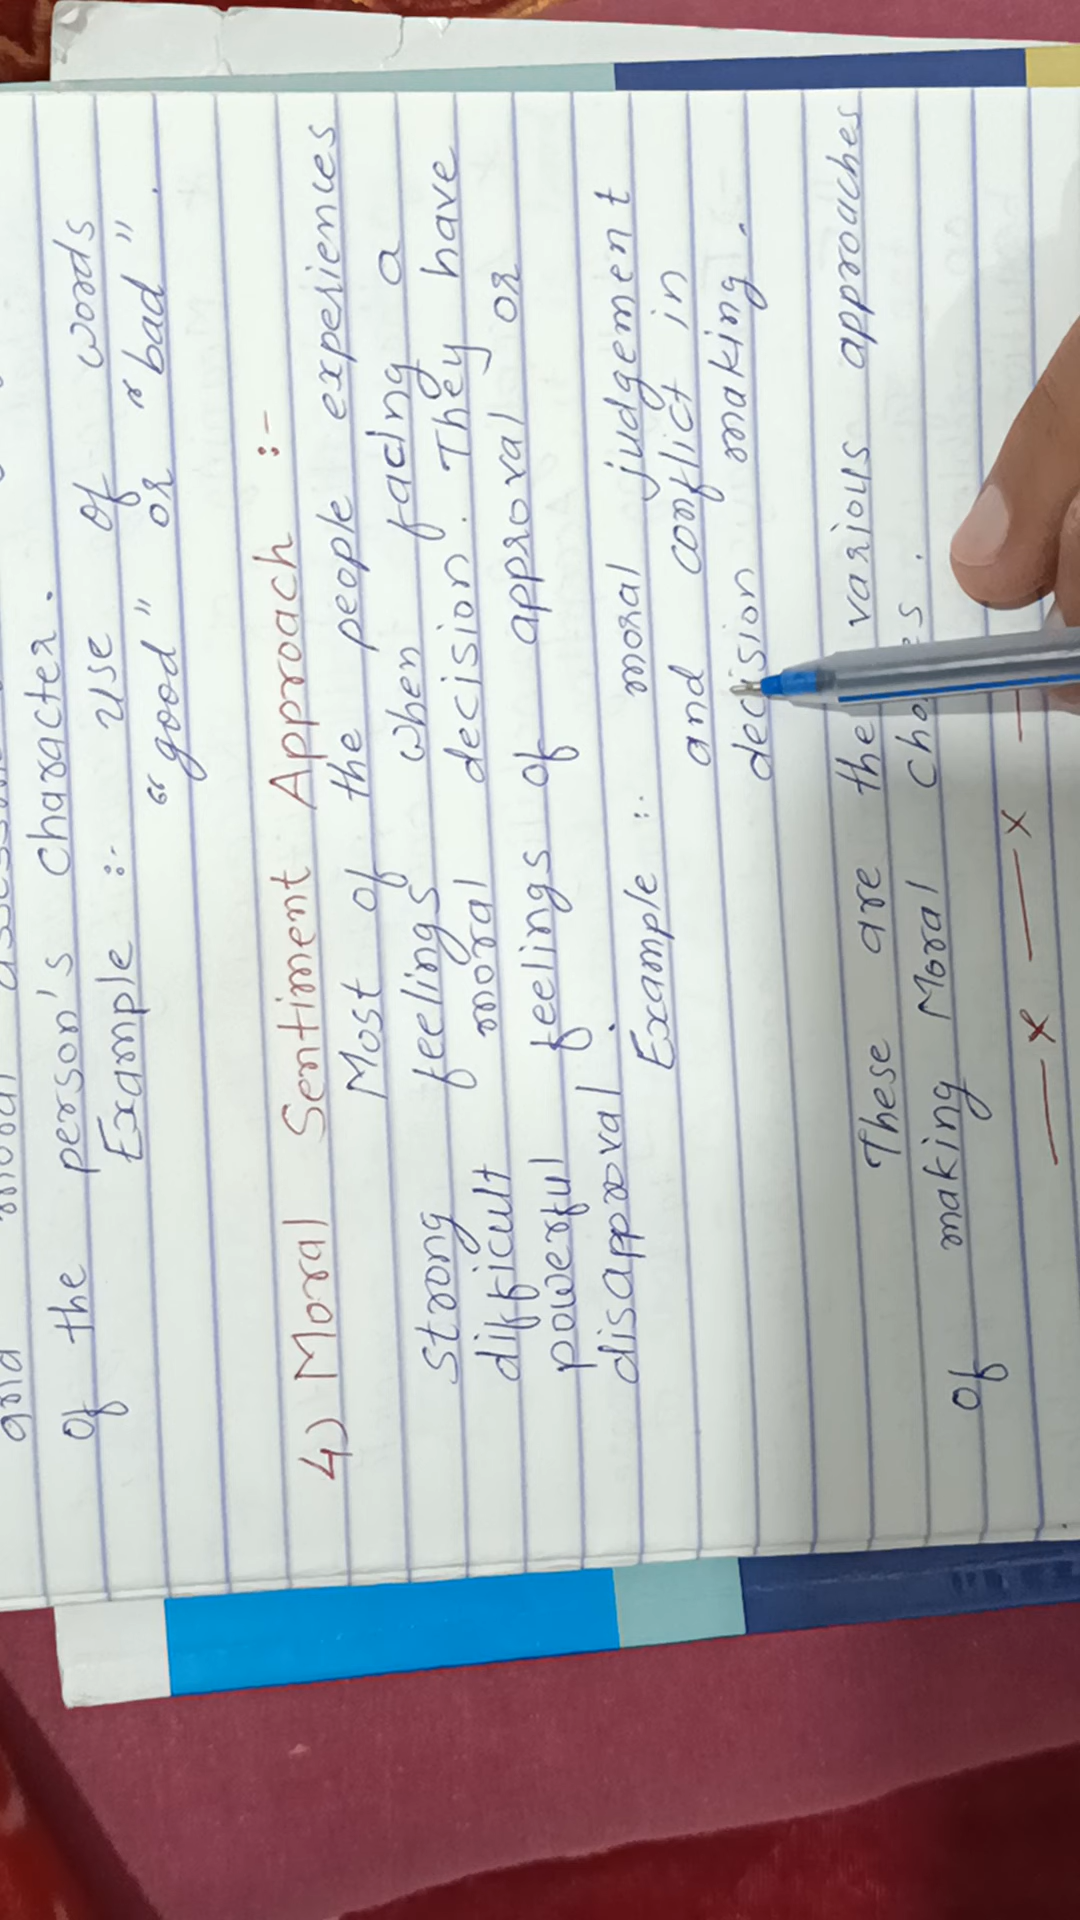 of the person's character.
Example :- use of words
"good" or "bad".
4) Moral Sentiment Approach :-
Most of the people experiences
strong feelings when facing a
difficult moral decision. They have
powerful feelings of approval or
disapproval.
Example : moral judgement
and conflict in
decision making.
These are the various approaches
of making Moral
— x — x —